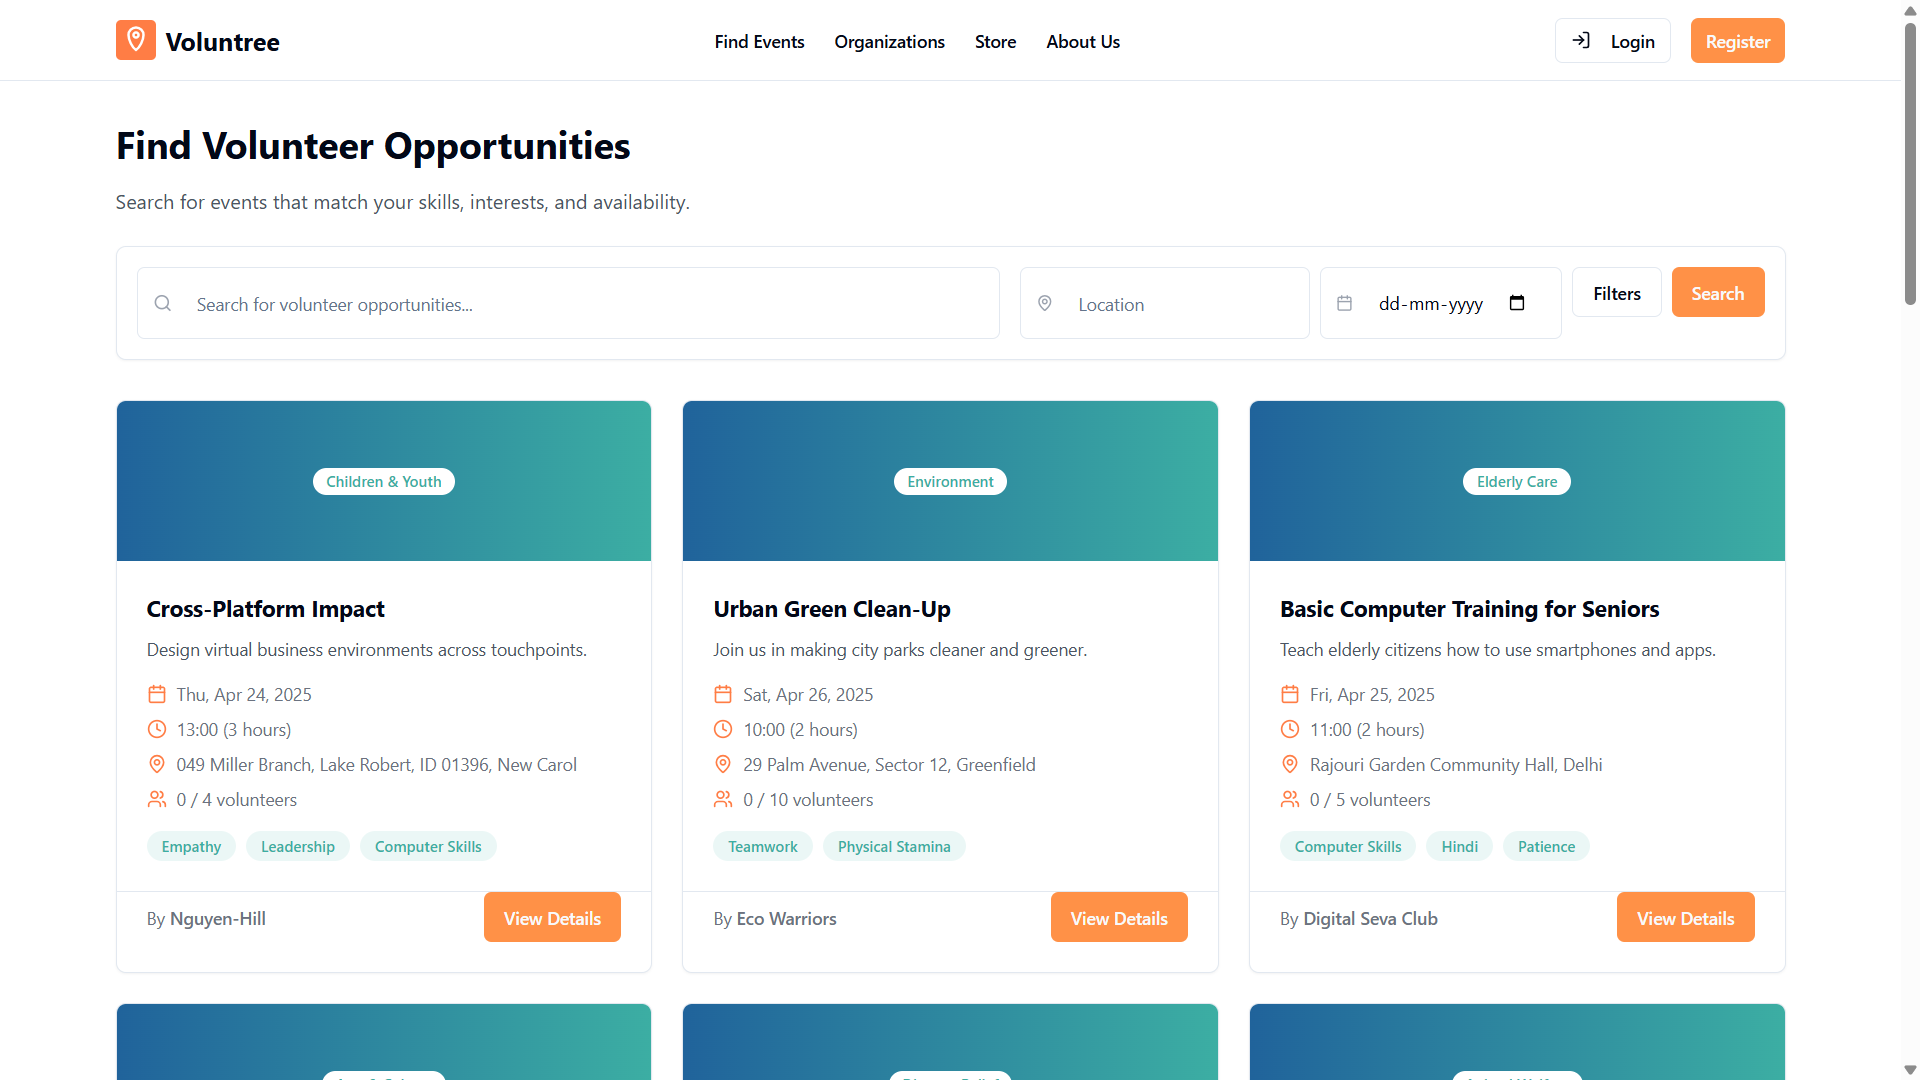 Voluntree
Find Events Organizations Store About Us
Login Register
Find Volunteer Opportunities
Search for events that match your skills, interests, and availability.
Search for volunteer opportunities... Location dd-mm-yyyy Filters Search
Children & Youth
Cross-Platform Impact
Design virtual business environments across touchpoints.
Thu, Apr 24, 2025
13:00 (3 hours)
049 Miller Branch, Lake Robert, ID 01396, New Carol
0 / 4 volunteers
Empathy Leadership Computer Skills
By Nguyen-Hill View Details
Environment
Urban Green Clean-Up
Join us in making city parks cleaner and greener.
Sat, Apr 26, 2025
10:00 (2 hours)
29 Palm Avenue, Sector 12, Greenfield
0 / 10 volunteers
Teamwork Physical Stamina
By Eco Warriors View Details
Elderly Care
Basic Computer Training for Seniors
Teach elderly citizens how to use smartphones and apps.
Fri, Apr 25, 2025
11:00 (2 hours)
Rajouri Garden Community Hall, Delhi
0 / 5 volunteers
Computer Skills Hindi Patience
By Digital Seva Club View Details